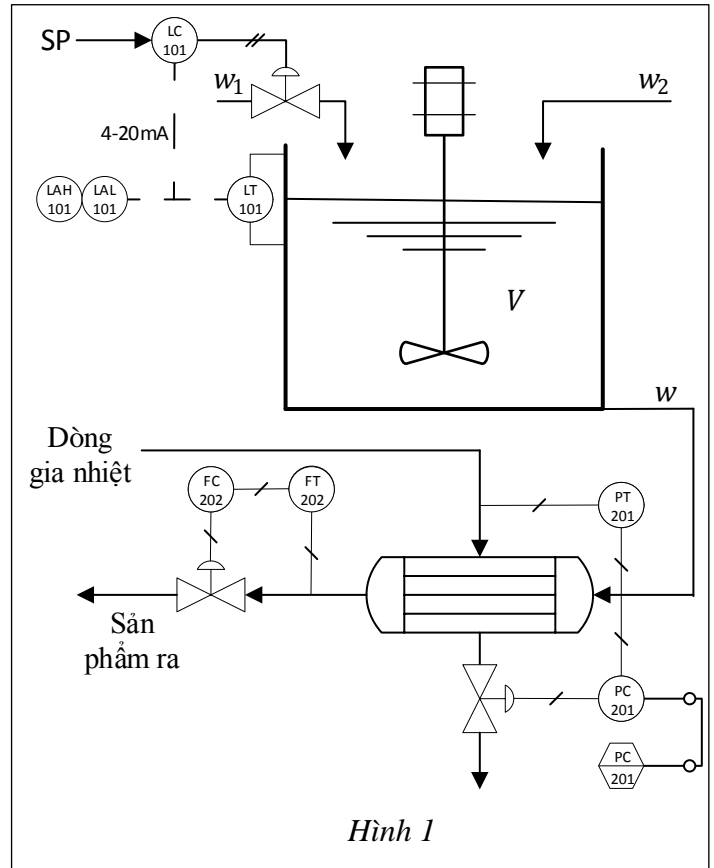 SP
LC
101
w₁
w₂
4-20mA
LAH
101
LAL
101
LT
101
V
w
Dòng
gia nhiệt
FC
202
FT
202
PT
201
Sản
phẩm ra
PC
201
PC
201
Hình 1